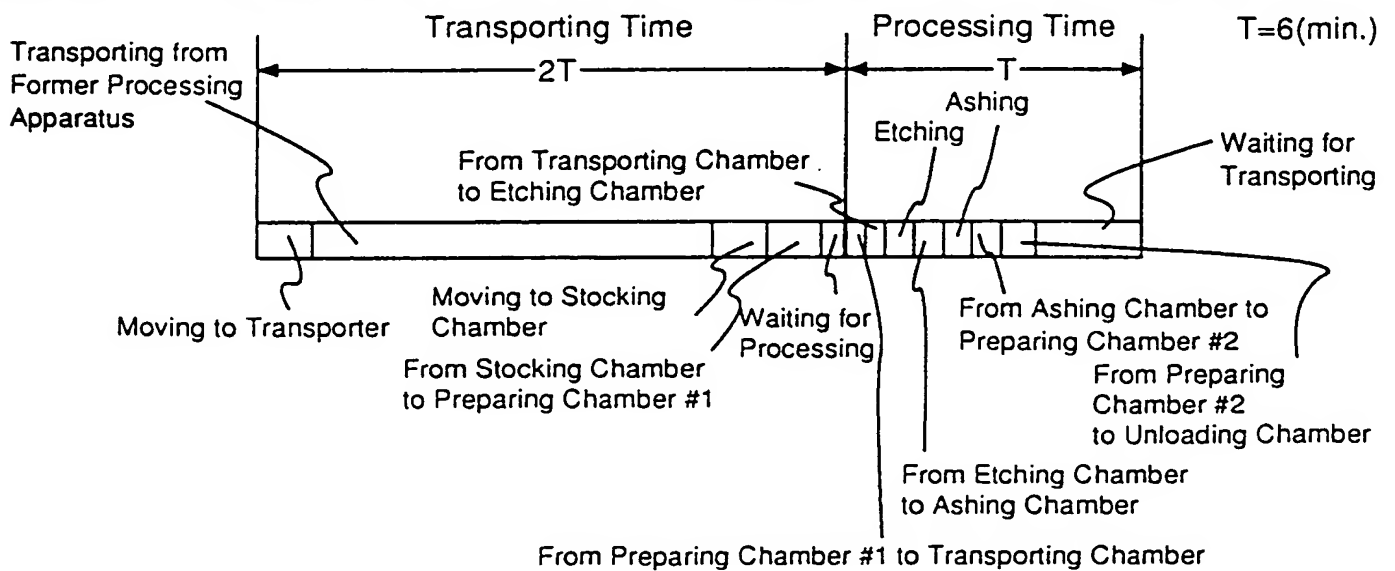 Transporting Time
Processing Time
T=6(min.)
Transporting from
Former Processing
Apparatus
2T
T
Ashing
Etching
Waiting for
Transporting
From Transporting Chamber
to Etching Chamber
Moving to Transporter
Moving to Stocking
Chamber
Waiting for
Processing
From Ashing Chamber to
Preparing Chamber #2
From Stocking Chamber
to Preparing Chamber #1
From Preparing
Chamber #2
to Unloading Chamber
From Etching Chamber
to Ashing Chamber
From Preparing Chamber #1 to Transporting Chamber